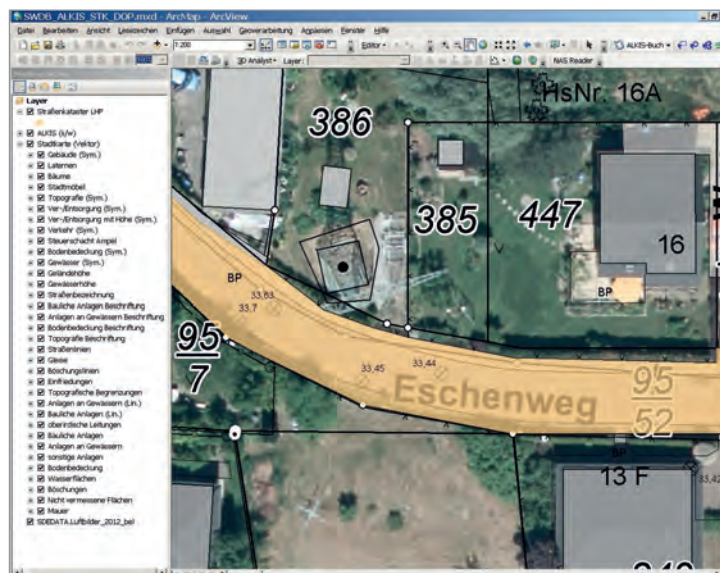 SWDB_ALKIS_STK_DOP.mxd - ArcMap - ArcView
Datei Bearbeiten Ansicht Lesezeichen Einfügen Auswahl Geoverarbeitung Anpassen Fenster Hilfe
1:200
Editor
ALKIS-Buch
3D Analyst Layer:
NAS Reader
Layer
Straßenkataster LHP
ALKIS (s/w)
Stadtkarte (Vektor)
Gebäude (Sym.)
Laternen
Bäume
Stadtmöbel
Topografie (Sym.)
Ver-/Entsorgung (Sym.)
Ver-/Entsorgung mit Höhe (Sym.)
Verkehr (Sym.)
Steuerschacht Ampel
Bodenbedeckung (Sym.)
Gewässer (Sym.)
Geländehöhe
Gewässerhöhe
Straßenbezeichnung
Bauliche Anlagen Beschriftung
Anlagen an Gewässern Beschriftung
Bodenbedeckung Beschriftung
Topografie Beschriftung
Straßenlinien
Gleise
Böschungslinien
Einfriedungen
Topografische Begrenzungen
Anlagen an Gewässern (Lin.)
Bauliche Anlagen (Lin.)
oberirdische Leitungen
Bauliche Anlagen
Anlagen an Gewässern
sonstige Anlagen
Bodenbedeckung
Wasserflächen
Böschungen
Nicht vermessene Flächen
Mauer
SDEDATA.Luftbilder_2012_bel
HsNr. 16A
386
385
447
16
BP
BP
33,63
33,7
95
7
33,45
33,44
Eschenweg
95
52
BP
13 F
33,42